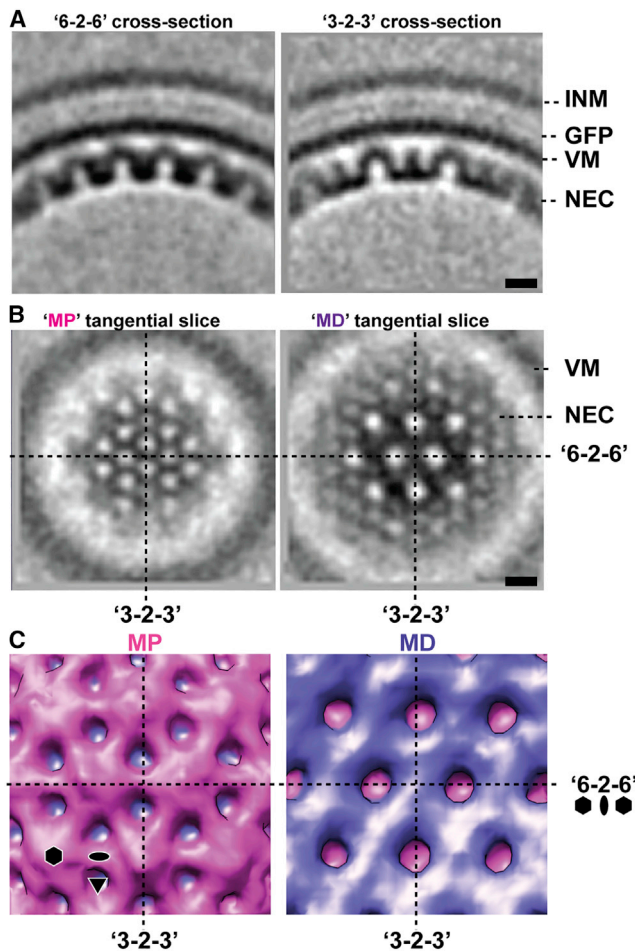 A
‘6-2-6’ cross-section
‘3-2-3’ cross-section
INM
GFP
VM
NEC
B
‘MP’ tangential slice
‘MD’ tangential slice
VM
NEC
‘6-2-6’
‘3-2-3’
‘3-2-3’
C
MP
MD
‘6-2-6’
‘3-2-3’
‘3-2-3’